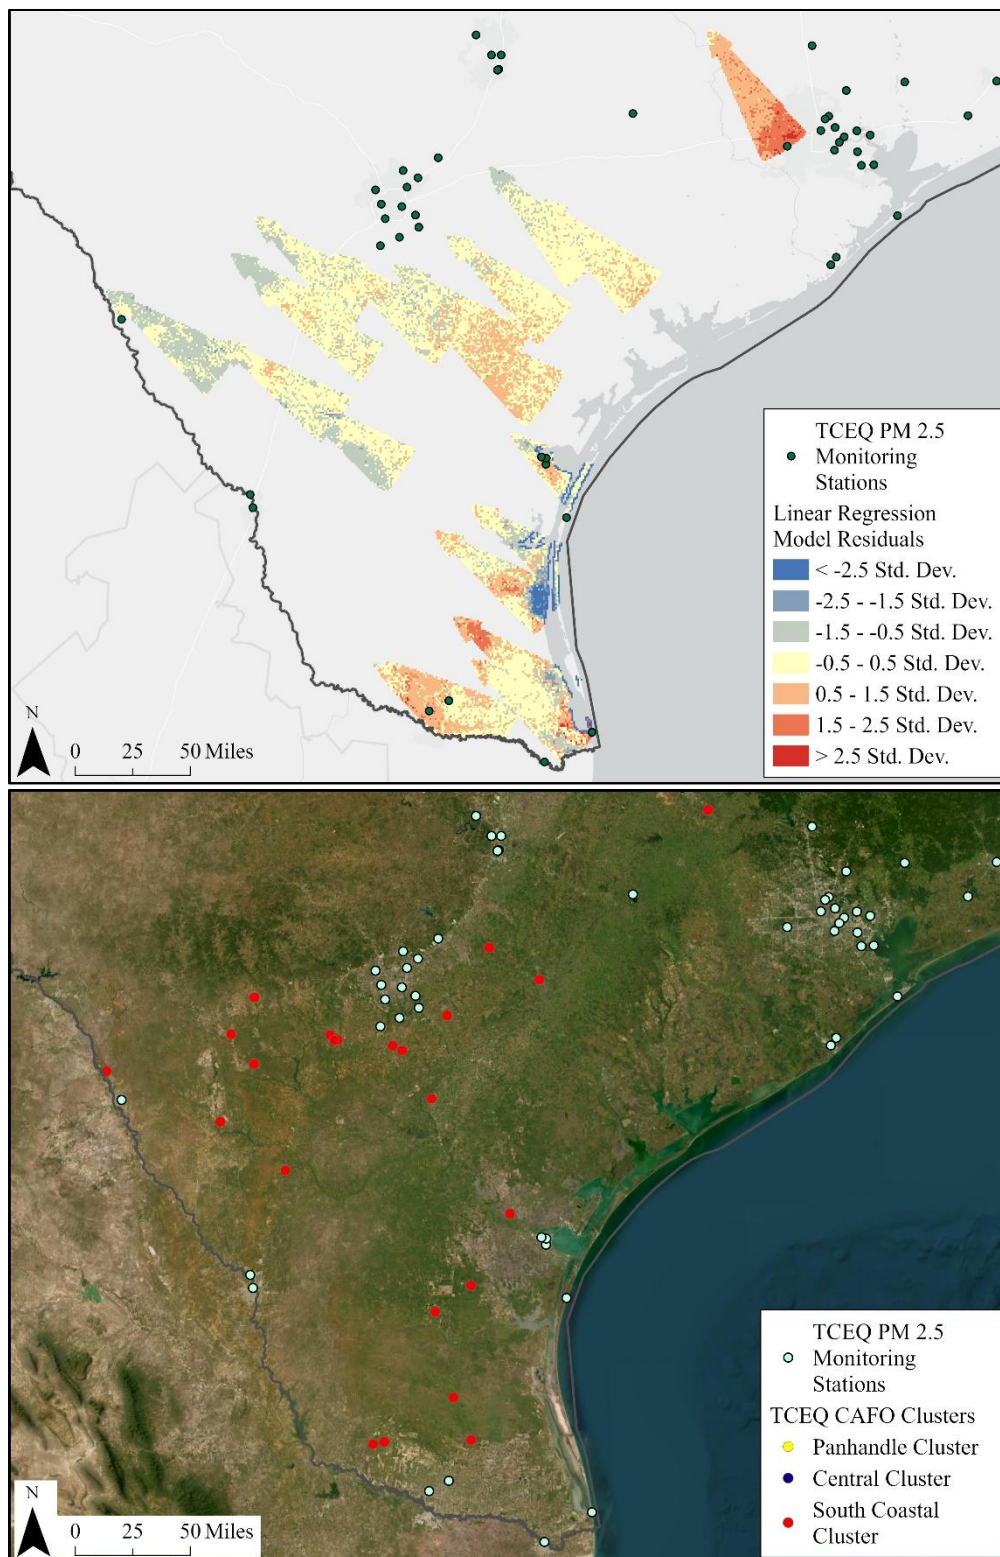 TCEQ PM 2.5
Monitoring
Stations
Linear Regression
Model Residuals
< -2.5 Std. Dev.
-2.5 - -1.5 Std. Dev.
-1.5 - -0.5 Std. Dev.
-0.5 - 0.5 Std. Dev.
0.5 - 1.5 Std. Dev.
1.5 - 2.5 Std. Dev.
> 2.5 Std. Dev.
N
0 25 50 Miles
TCEQ PM 2.5
Monitoring
Stations
TCEQ CAFO Clusters
Panhandle Cluster
Central Cluster
South Coastal
Cluster
N
0 25 50 Miles